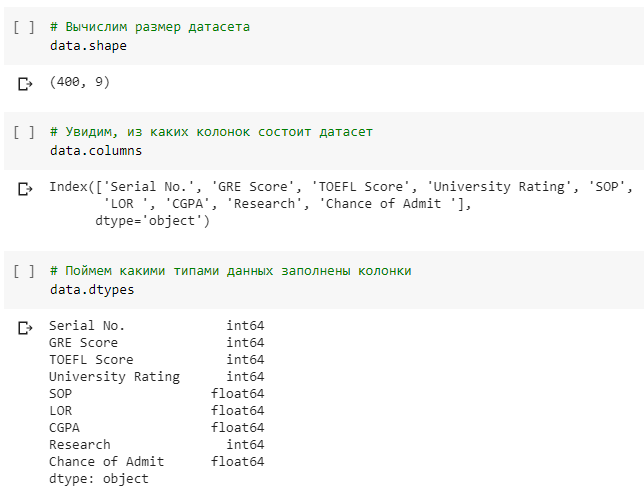 [ ] # Вычислим размер датасета
data.shape
(400, 9)
[ ] # Увидим, из каких колонок состоит датасет
data.columns
Index(['Serial No.', 'GRE Score', 'TOEFL Score', 'University Rating', 'SOP',
'LOR ', 'CGPA', 'Research', 'Chance of Admit '],
dtype='object')
[ ] # Поймем какими типами данных заполнены колонки
data.dtypes
Serial No. int64
GRE Score int64
TOEFL Score int64
University Rating int64
SOP float64
LOR float64
CGPA float64
Research int64
Chance of Admit float64
dtype: object